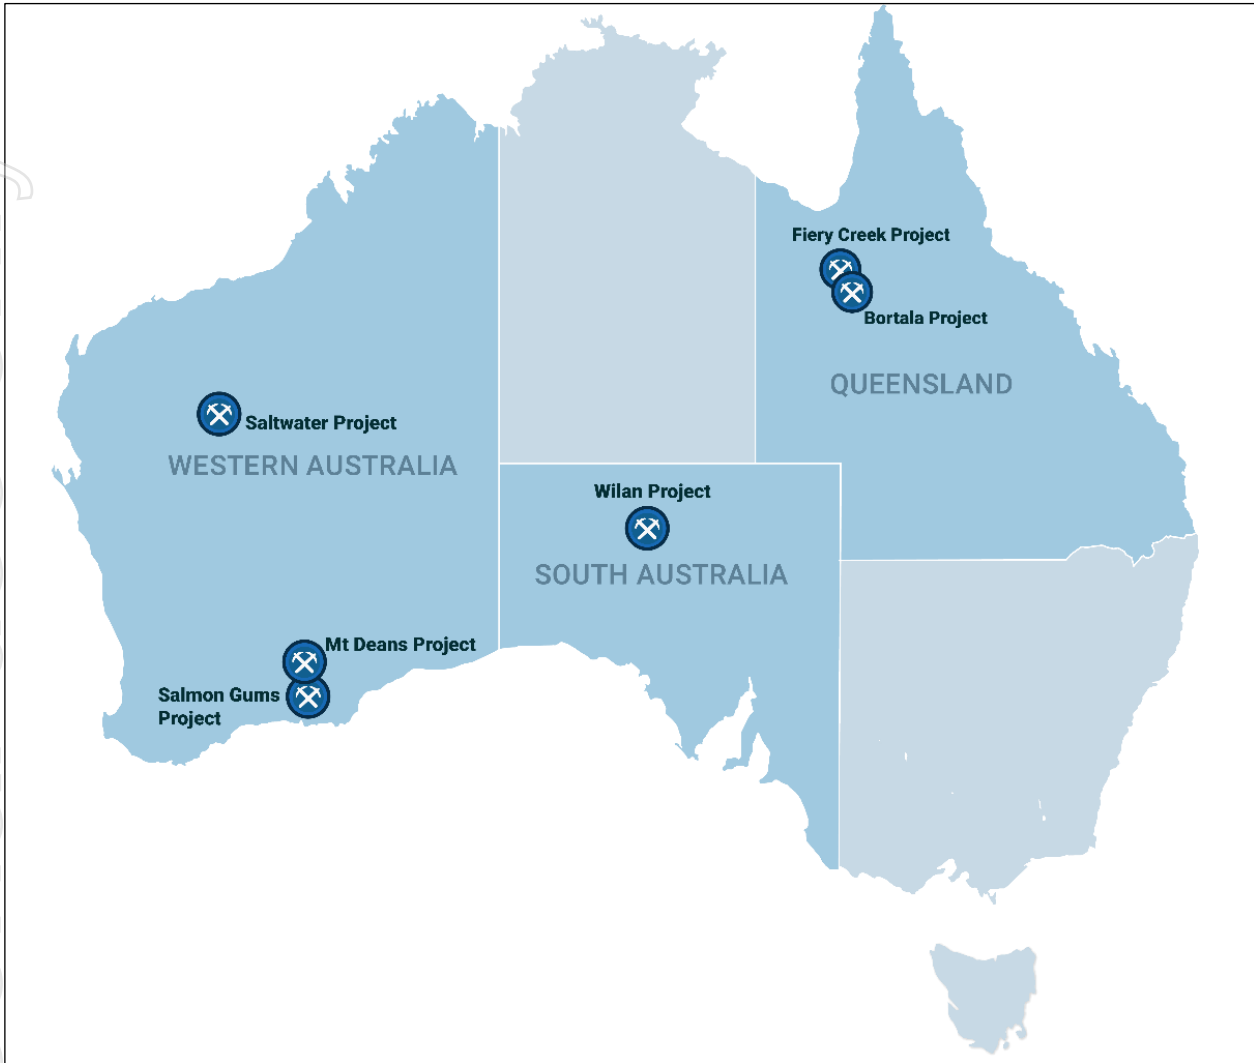 Fiery Creek Project
Bortala Project
QUEENSLAND
Saltwater Project
WESTERN AUSTRALIA
Wilan Project
SOUTH AUSTRALIA
Mt Deans Project
Salmon Gums
Project